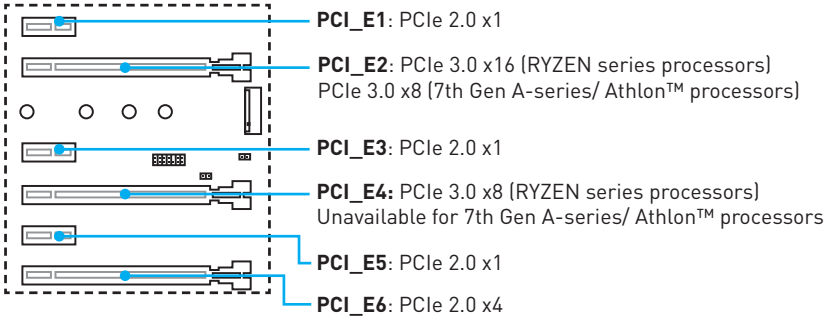 PCI_E1: PCIe 2.0 x1
PCI_E2: PCIe 3.0 x16 (RYZEN series processors)
PCIe 3.0 x8 (7th Gen A-series/ Athlon™ processors)
PCI_E3: PCIe 2.0 x1
PCI_E4: PCIe 3.0 x8 (RYZEN series processors)
Unavailable for 7th Gen A-series/ Athlon™ processors
PCI_E5: PCIe 2.0 x1
PCI_E6: PCIe 2.0 x4